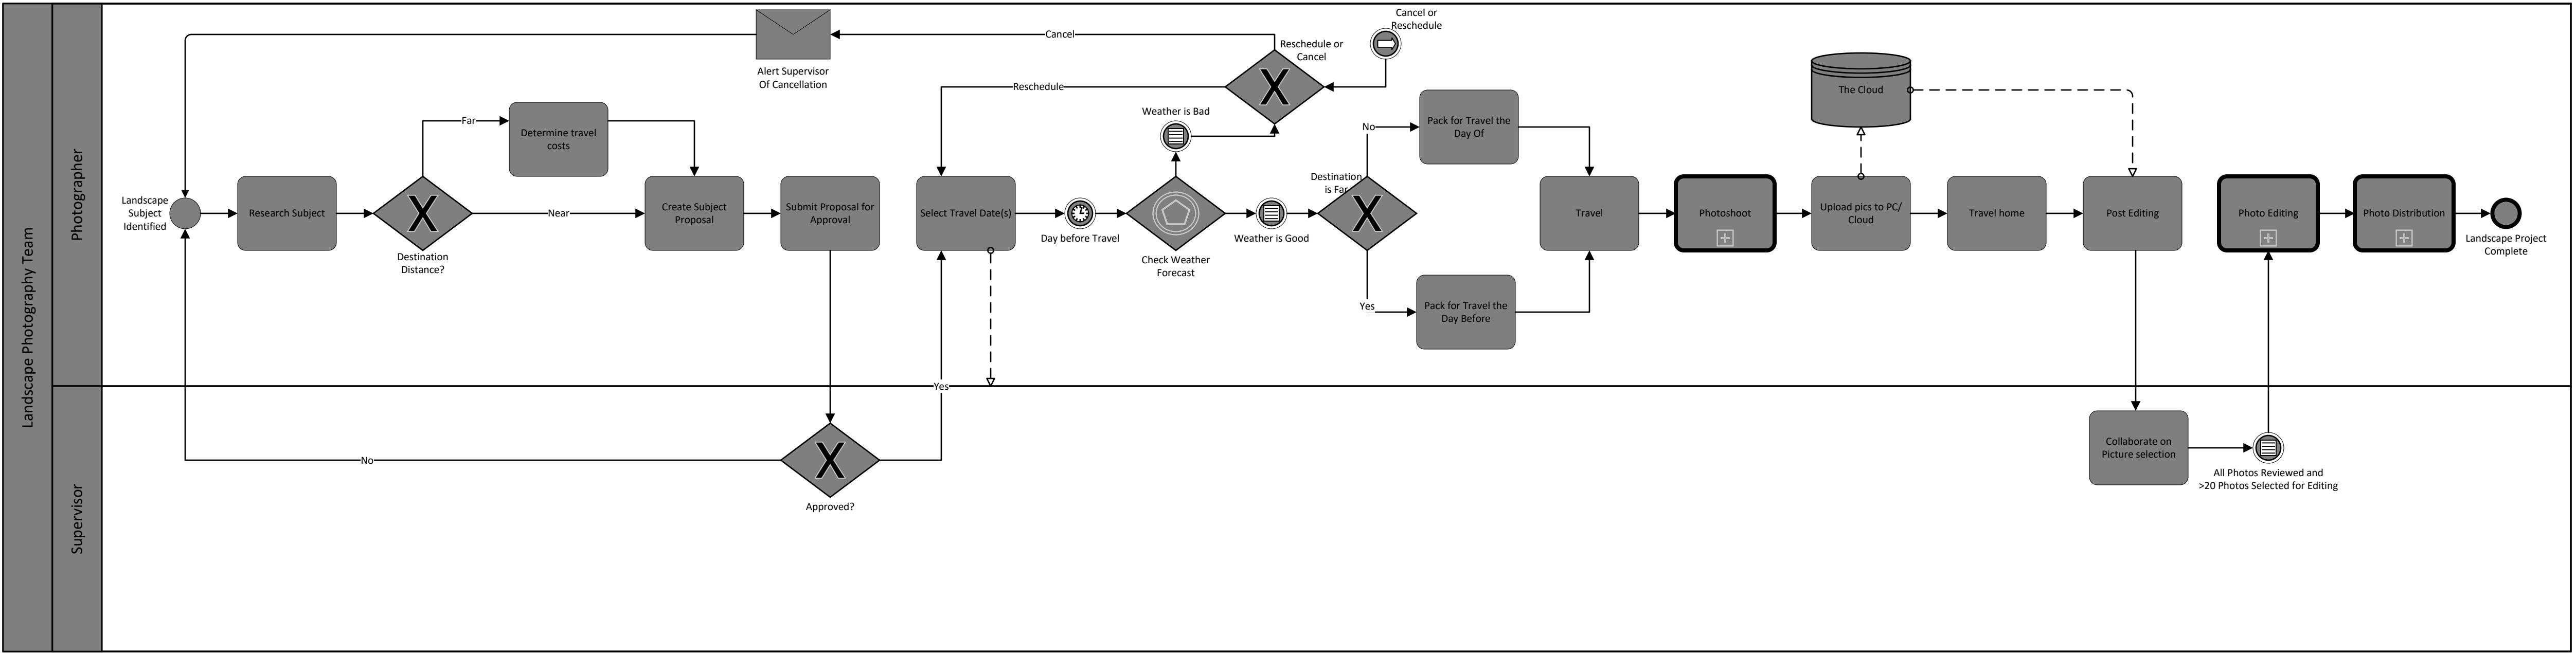 Landscape Photography Team
Photographer
Supervisor
Landscape
Subject
Identified
Research Subject
Destination
Distance?
Far
Near
Determine travel
costs
Create Subject
Proposal
Submit Proposal for
Approval
Alert Supervisor
Of Cancellation
Cancel
Reschedule
Approved?
No
Yes
Select Travel Date(s)
Day before Travel
Check Weather
Forecast
Weather is Bad
Weather is Good
Reschedule or
Cancel
Cancel or
Reschedule
Destination
is Far
No
Yes
Pack for Travel the
Day Of
Pack for Travel the
Day Before
Travel
Photoshoot
Upload pics to PC/
Cloud
The Cloud
Travel home
Post Editing
Collaborate on
Picture selection
All Photos Reviewed and
>20 Photos Selected for Editing
Photo Editing
Photo Distribution
Landscape Project
Complete